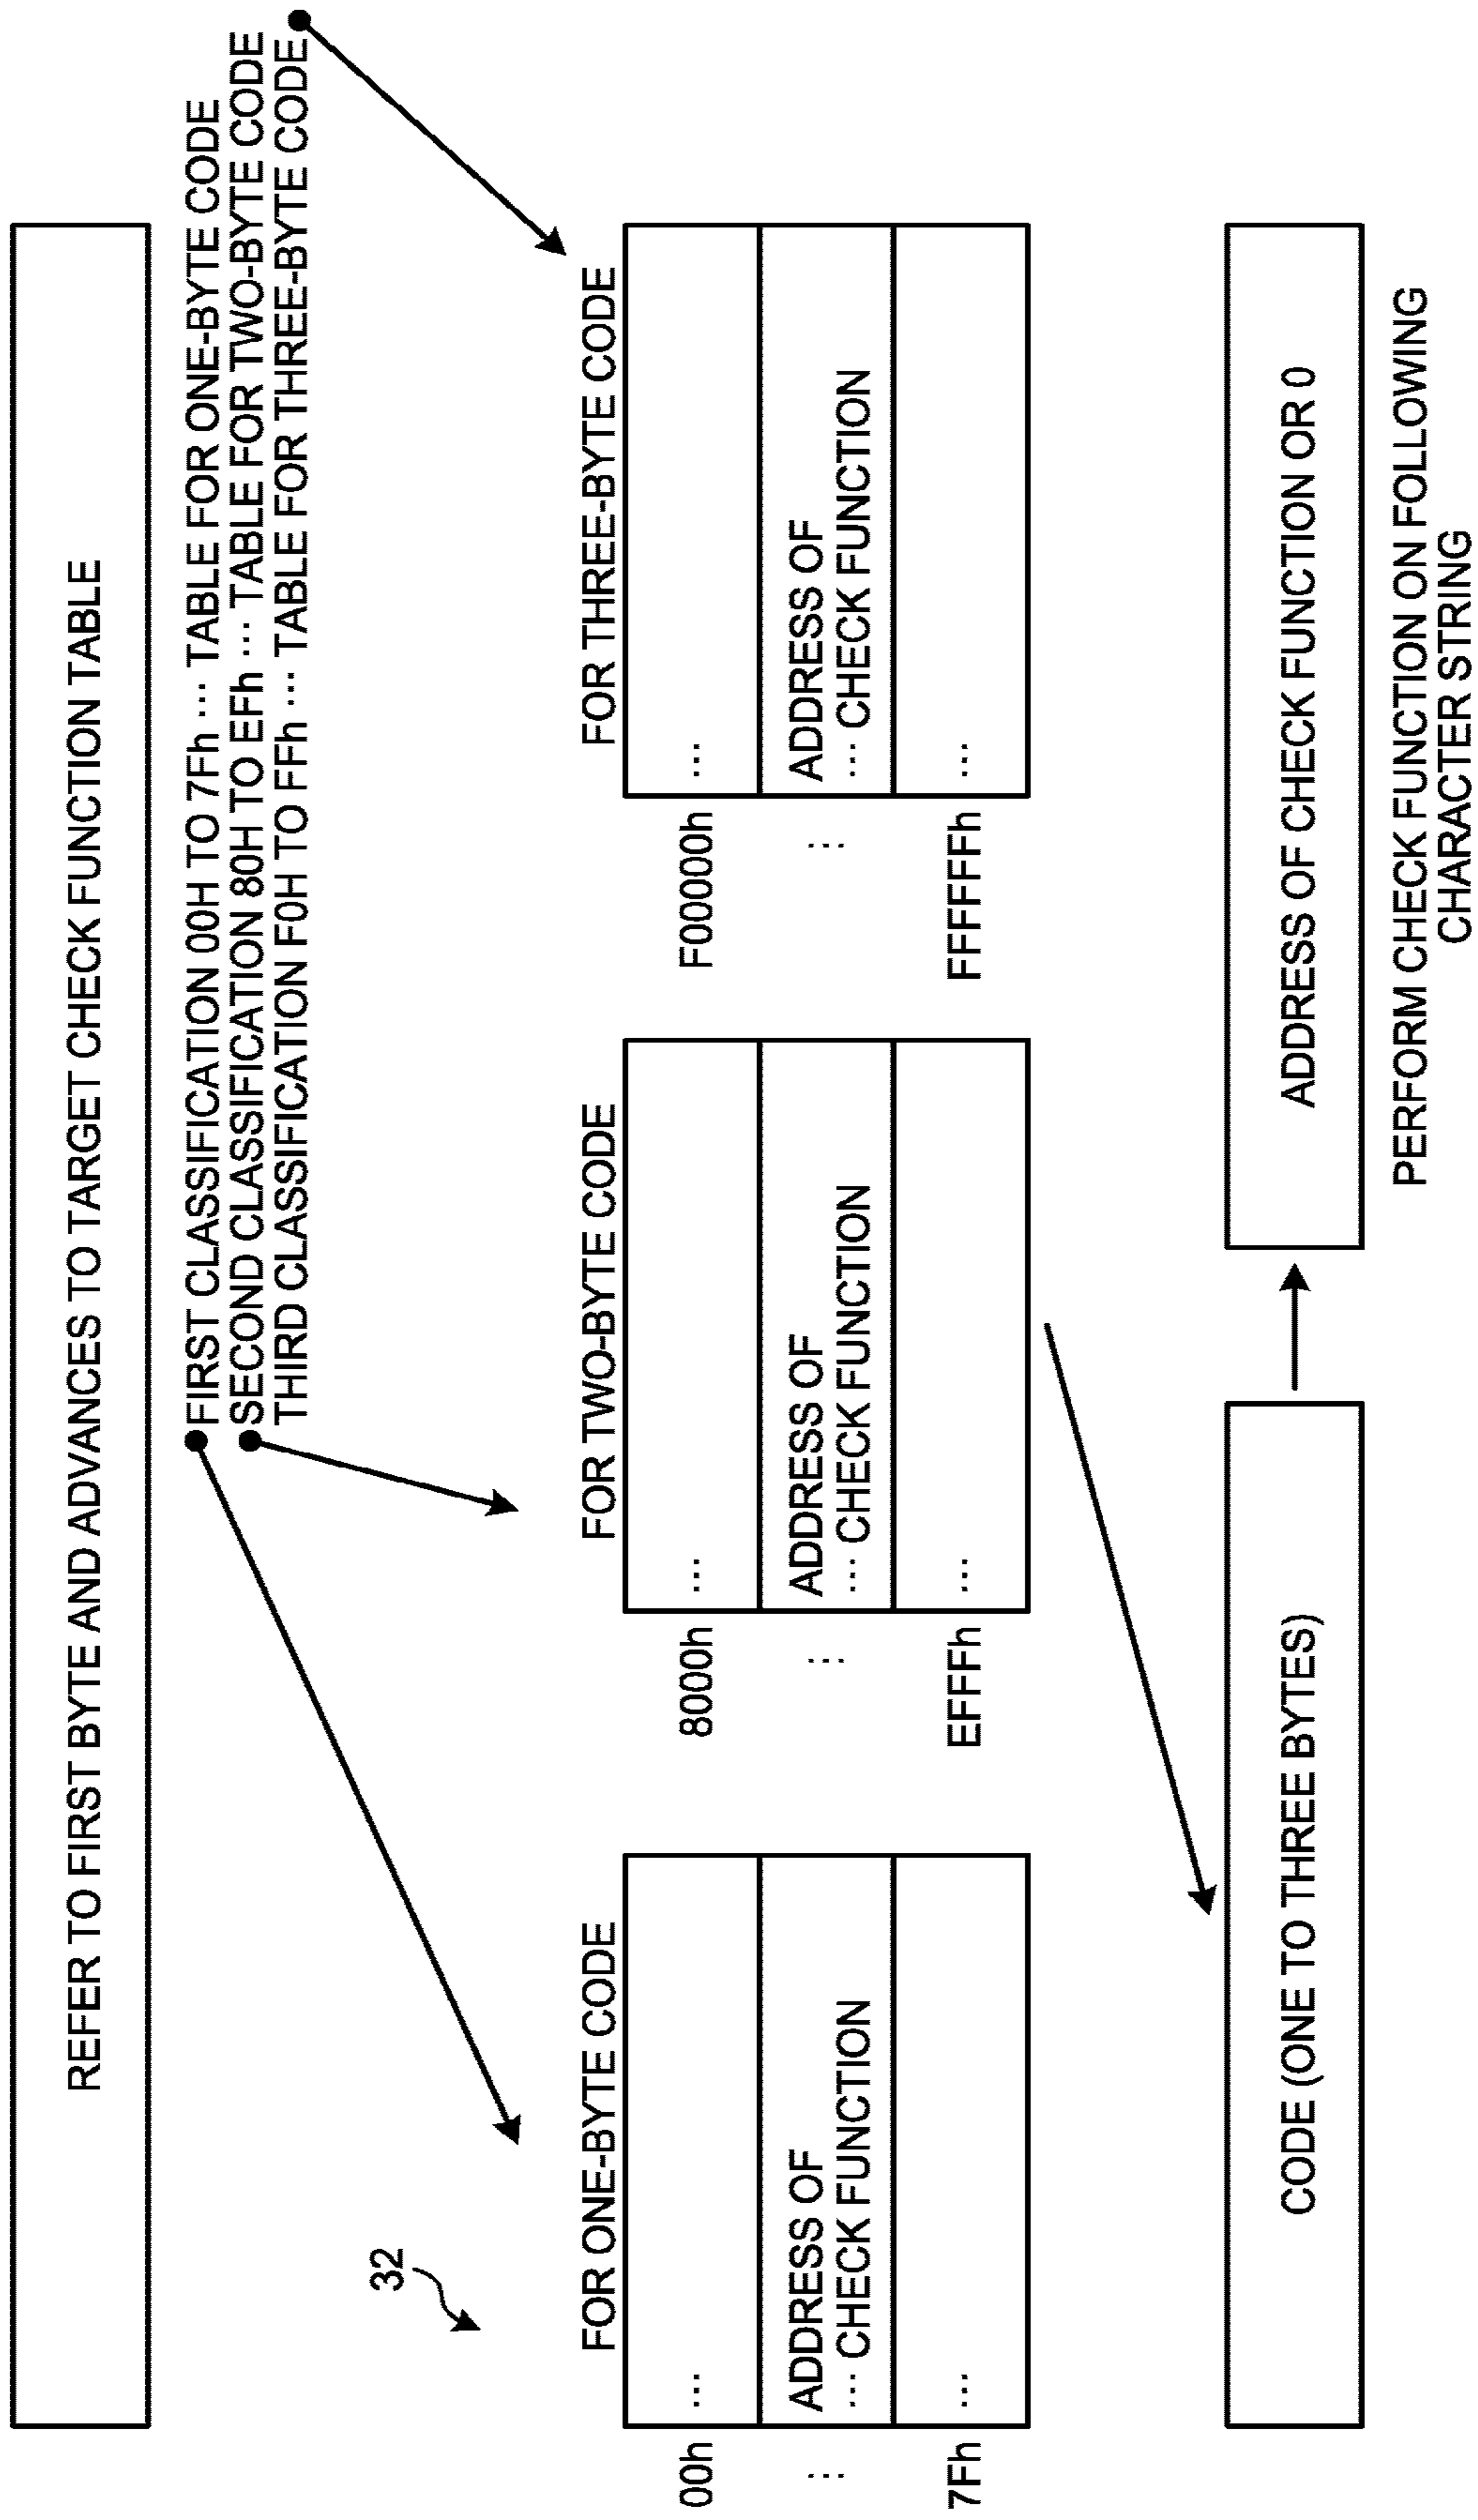 REFER TO FIRST BYTE AND ADVANCES TO TARGET CHECK FUNCTION TABLE
FIRST CLASSIFICATION 00H TO 7Fh ... TABLE FOR ONE-BYTE CODE
SECOND CLASSIFICATION 80H TO EFh ... TABLE FOR TWO-BYTE CODE
THIRD CLASSIFICATION F0H TO FFh ... TABLE FOR THREE-BYTE CODE
32
FOR ONE-BYTE CODE
00h
...
...
ADDRESS OF
... CHECK FUNCTION
7Fh
...
FOR TWO-BYTE CODE
8000h
...
...
ADDRESS OF
... CHECK FUNCTION
EFFFh
...
FOR THREE-BYTE CODE
F00000h
...
...
ADDRESS OF
... CHECK FUNCTION
FFFFFFh
...
CODE (ONE TO THREE BYTES)
ADDRESS OF CHECK FUNCTION OR 0
PERFORM CHECK FUNCTION ON FOLLOWING
CHARACTER STRING